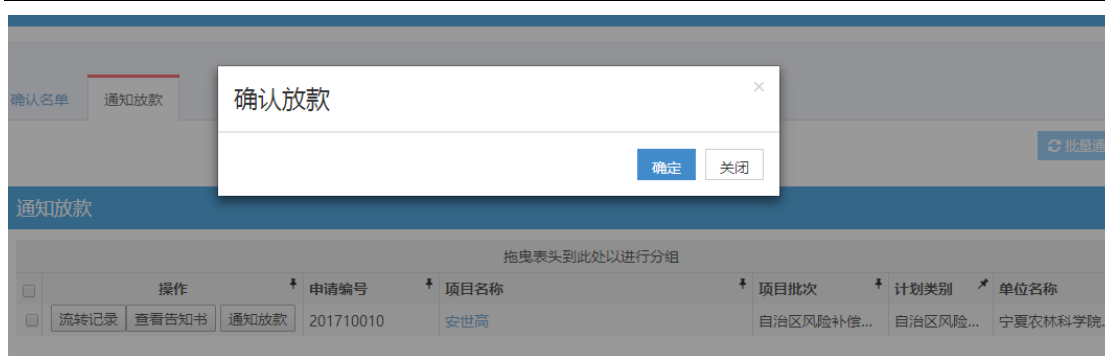 确认名单 通知放款
确认放款 ×
批量通
确定 关闭
通知放款
拖曳表头到此处以进行分组
操作 申请编号 项目名称 项目批次 计划类别 单位名称
流转记录 查看告知书 通知放款 201710010 安世高 自治区风险补偿... 自治区风险... 宁夏农林科学院..